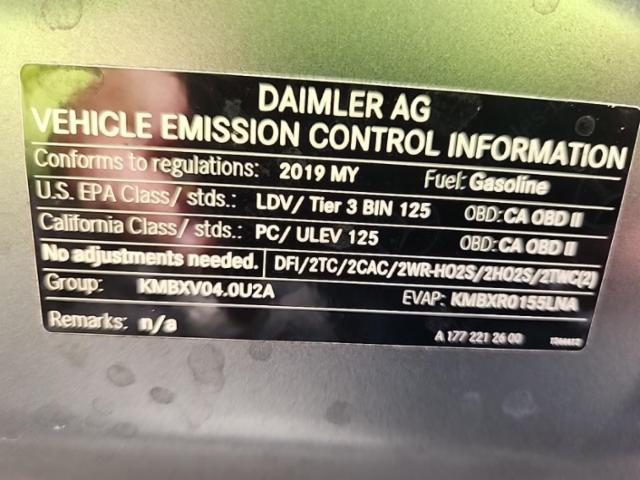 DAIMLER AG
VEHICLE EMISSION CONTROL INFORMATION
Conforms to regulations: 2019 MY Fuel: Gasoline
U.S. EPA Class/ stds.: LDV/ Tier 3 BIN 125 OBD: CA OBD II
California Class/ stds.: PC/ ULEV 125 OBD: CA OBD II
No adjustments needed. DFI/2TC/2CAC/2WR-HO2S/2HO2S/2TWC(2)
Group: KMBXV04.0U2A EVAP: KMBXR0155LNA
Remarks: n/a A 177 221 26 00